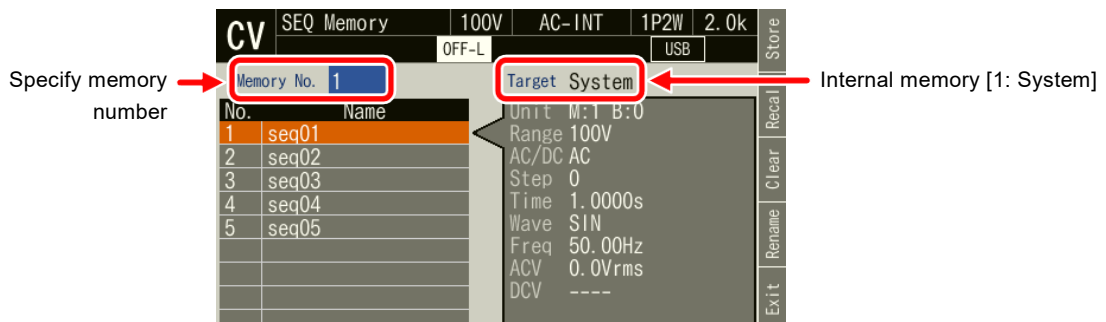 CV SEQ Memory 100V AC-INT 1P2W 2.0k
OFF-L USB
Store
Specify memory
number
Memory No. 1
Target System
Internal memory [1: System]
No. Name
1 seq01
2 seq02
3 seq03
4 seq04
5 seq05
Unit M:1 B:0
Range 100V
AC/DC AC
Step 0
Time 1.0000s
Wave SIN
Freq 50.00Hz
ACV 0.0Vrms
DCV ----
Recal
Clear
Rename
Exit